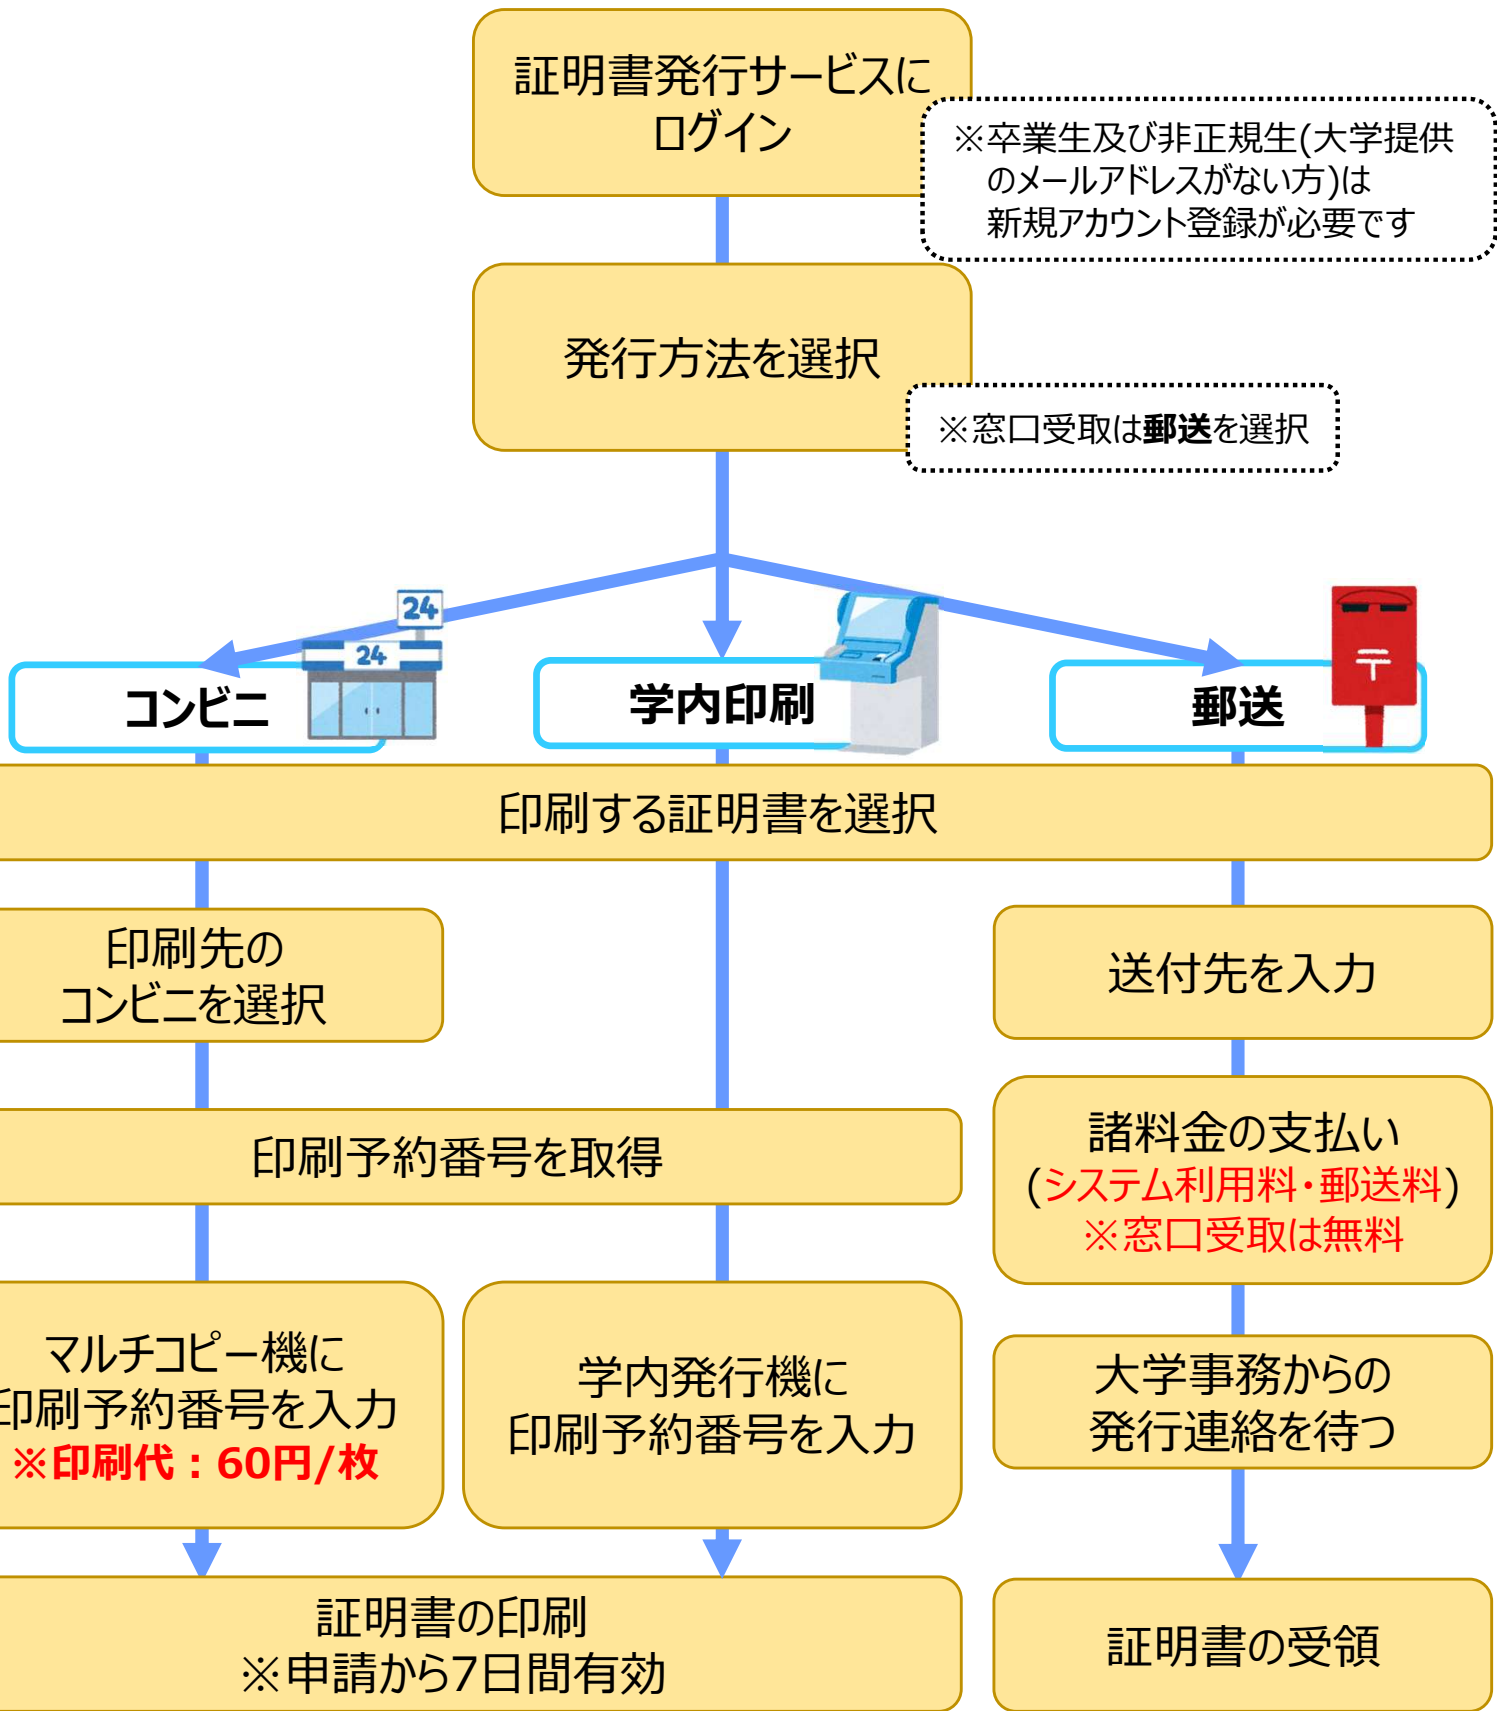 証明書発行サービスに
ログイン
※卒業生及び非正規生(大学提供
のメールアドレスがない方)は
新規アカウント登録が必要です
発行方法を選択
※窓口受取は郵送を選択
24
24
コンビニ
学内印刷
郵送
〒
印刷する証明書を選択
印刷先の
コンビニを選択
送付先を入力
印刷予約番号を取得
諸料金の支払い
(システム利用料・郵送料)
※窓口受取は無料
マルチコピー機に
印刷予約番号を入力
※印刷代：60円/枚
学内発行機に
印刷予約番号を入力
大学事務からの
発行連絡を待つ
証明書の印刷
※申請から7日間有効
証明書の受領